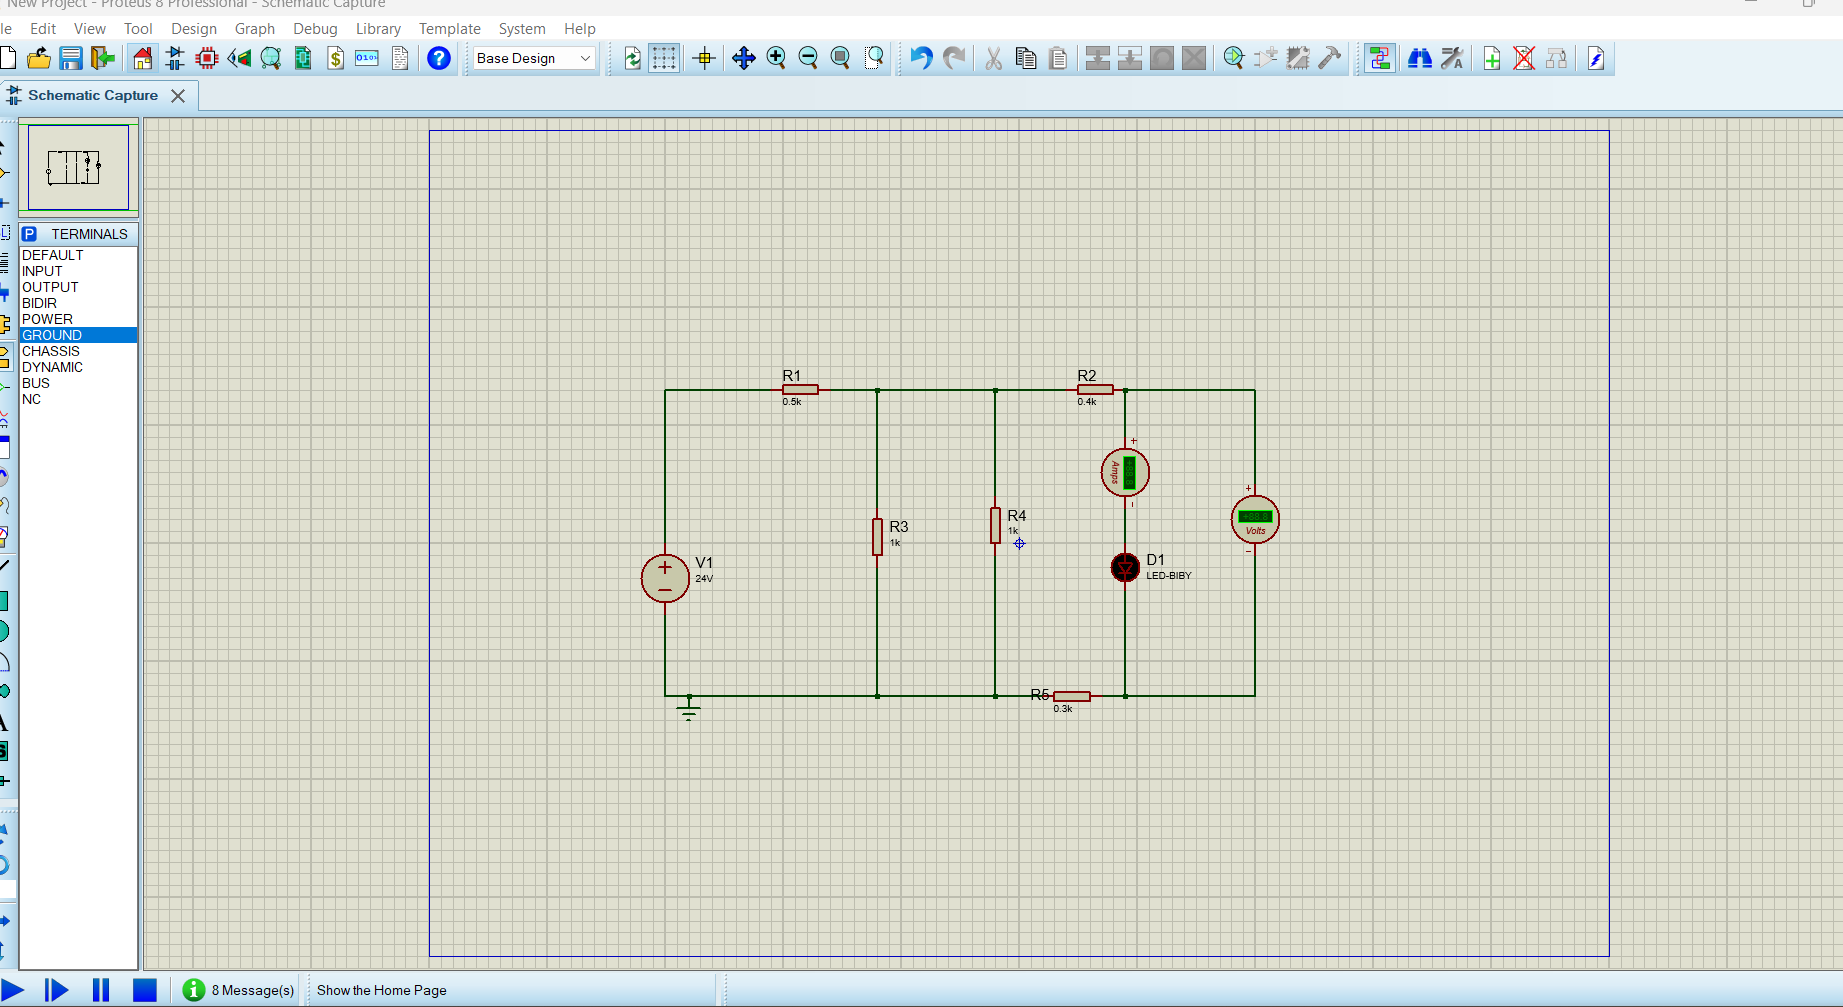 New Project - Proteus 8 Professional - Schematic Capture
le Edit View Tool Design Graph Debug Library Template System Help
Base Design
Schematic Capture
P TERMINALS
DEFAULT
INPUT
OUTPUT
BIDIR
POWER
GROUND
CHASSIS
DYNAMIC
BUS
NC
R1
0.5k
R2
0.4k
Amps
R3
1k
R4
1k
Volts
V1
24V
D1
LED-BIBY
R5
0.3k
8 Message(s)
Show the Home Page